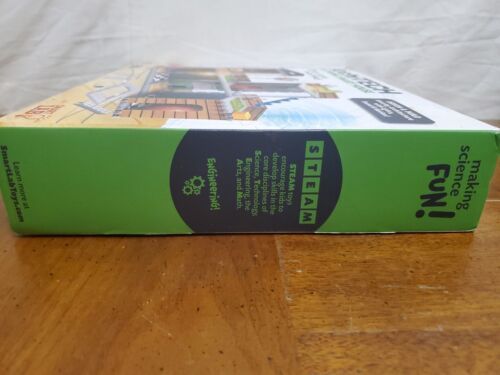 making
science
FUN!
STEAM
STEAM toys
encourage kids to
develop skills in the
core disciplines of
Science, Technology,
Engineering, the
Arts, and Math
ENGINEERING!
Learn more at
SmartLabToys.com